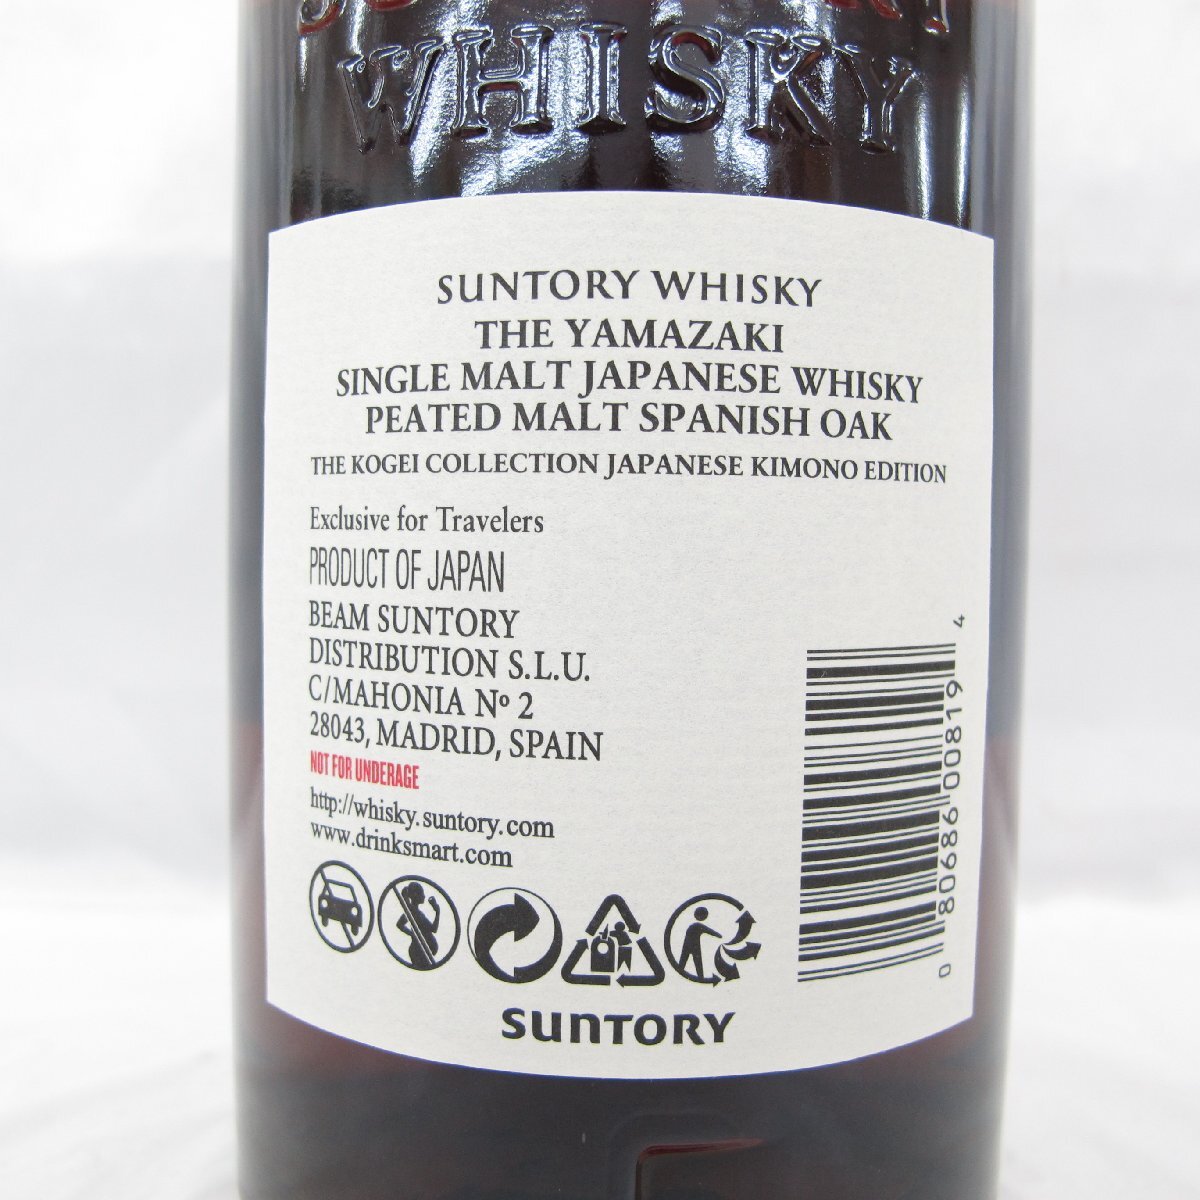 SUNTORY
WHISKY
SUNTORY WHISKY
THE YAMAZAKI
SINGLE MALT JAPANESE WHISKY
PEATED MALT SPANISH OAK
THE KOGEI COLLECTION JAPANESE KIMONO EDITION
Exclusive for Travelers
PRODUCT OF JAPAN
BEAM SUNTORY
DISTRIBUTION S.L.U.
C/MAHONIA Nº 2
28043, MADRID, SPAIN
NOT FOR UNDERAGE
http://whisky.suntory.com
www.drinksmart.com
0 80686 00819 4
SUNTORY